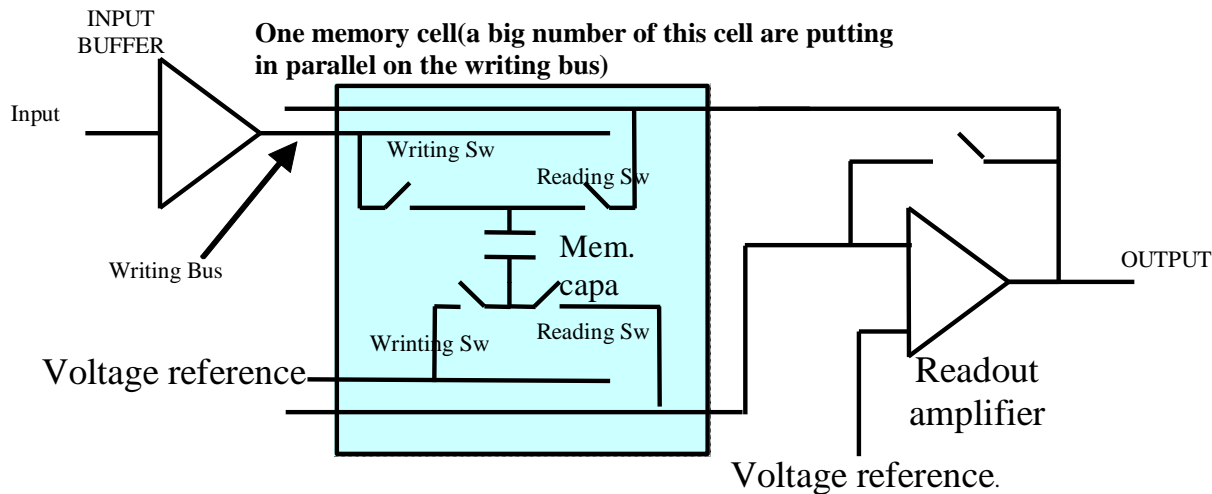 INPUT
BUFFER
One memory cell(a big number of this cell are putting
in parallel on the writing bus)
Input
Writing Sw
Reading Sw
Mem.
capa
Writing Bus
OUTPUT
Wrinting Sw
Reading Sw
Voltage reference
Readout
amplifier
Voltage reference.